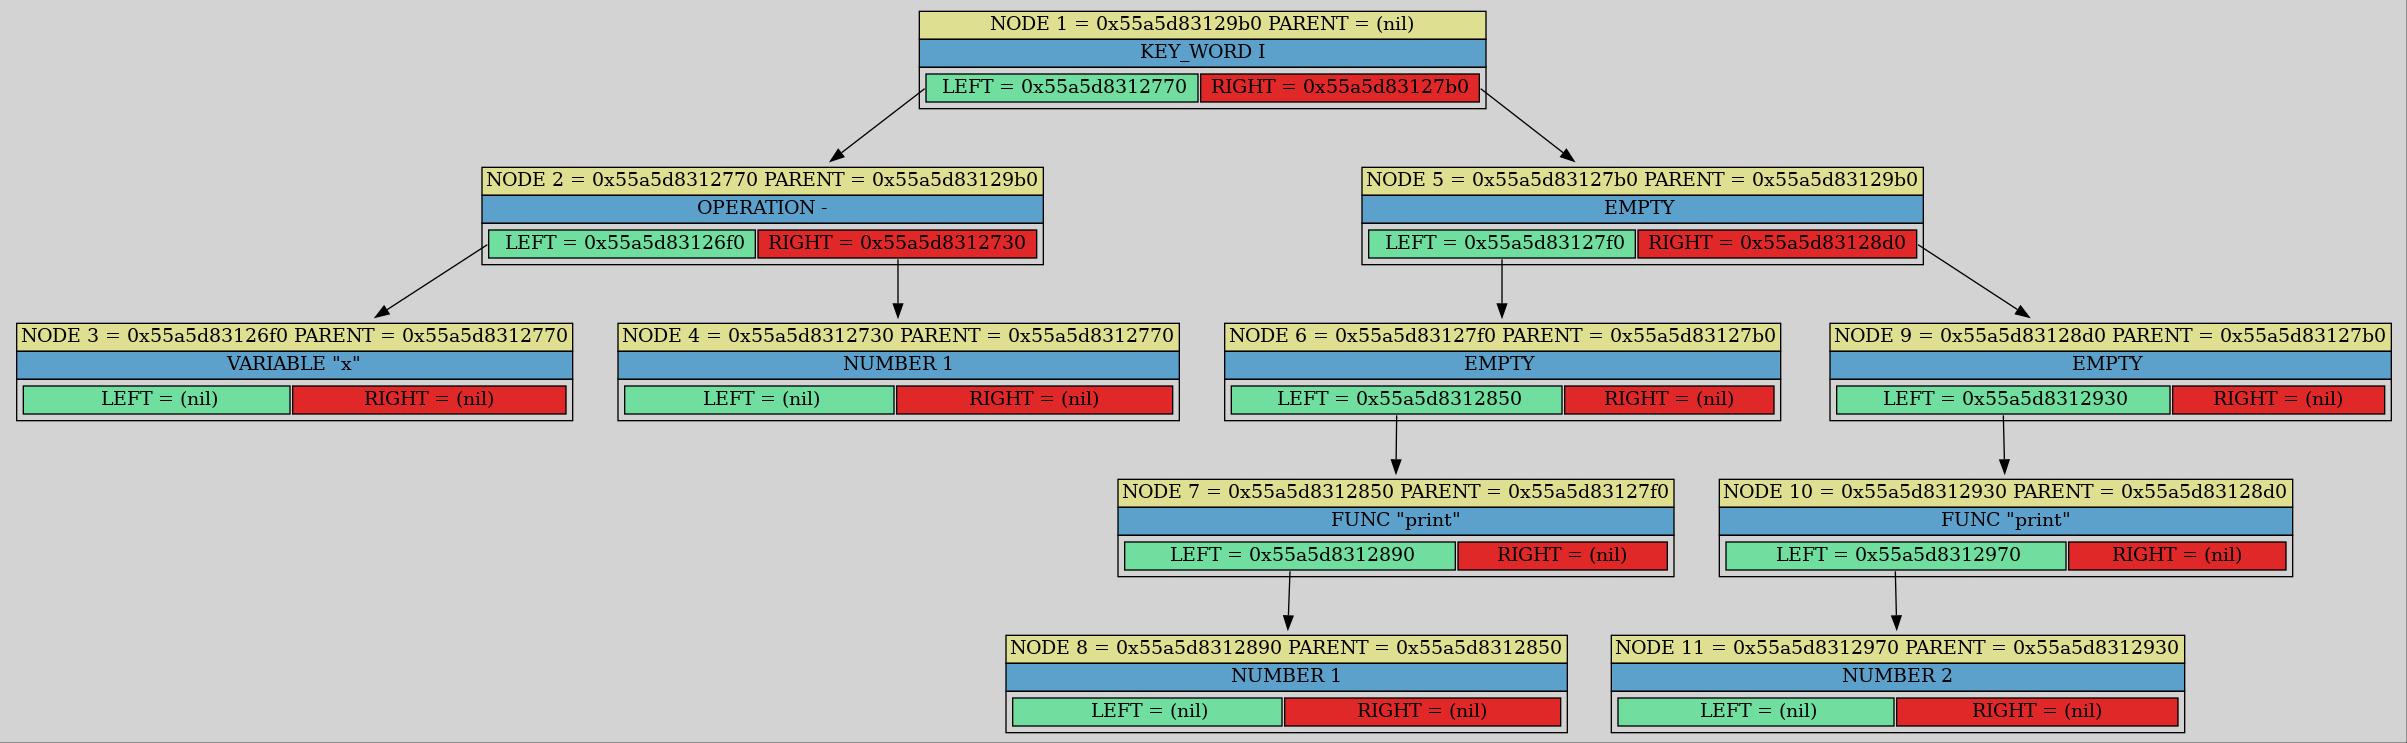 NODE 1 = 0x55a5d83129b0 PARENT = (nil)
KEY_WORD I
LEFT = 0x55a5d8312770 RIGHT = 0x55a5d83127b0
NODE 2 = 0x55a5d8312770 PARENT = 0x55a5d83129b0
OPERATION -
LEFT = 0x55a5d83126f0 RIGHT = 0x55a5d8312730
NODE 5 = 0x55a5d83127b0 PARENT = 0x55a5d83129b0
EMPTY
LEFT = 0x55a5d83127f0 RIGHT = 0x55a5d83128d0
NODE 3 = 0x55a5d83126f0 PARENT = 0x55a5d8312770
VARIABLE "x"
LEFT = (nil) RIGHT = (nil)
NODE 4 = 0x55a5d8312730 PARENT = 0x55a5d8312770
NUMBER 1
LEFT = (nil) RIGHT = (nil)
NODE 6 = 0x55a5d83127f0 PARENT = 0x55a5d83127b0
EMPTY
LEFT = 0x55a5d8312850 RIGHT = (nil)
NODE 9 = 0x55a5d83128d0 PARENT = 0x55a5d83127b0
EMPTY
LEFT = 0x55a5d8312930 RIGHT = (nil)
NODE 7 = 0x55a5d8312850 PARENT = 0x55a5d83127f0
FUNC "print"
LEFT = 0x55a5d8312890 RIGHT = (nil)
NODE 10 = 0x55a5d8312930 PARENT = 0x55a5d83128d0
FUNC "print"
LEFT = 0x55a5d8312970 RIGHT = (nil)
NODE 8 = 0x55a5d8312890 PARENT = 0x55a5d8312850
NUMBER 1
LEFT = (nil) RIGHT = (nil)
NODE 11 = 0x55a5d8312970 PARENT = 0x55a5d8312930
NUMBER 2
LEFT = (nil) RIGHT = (nil)